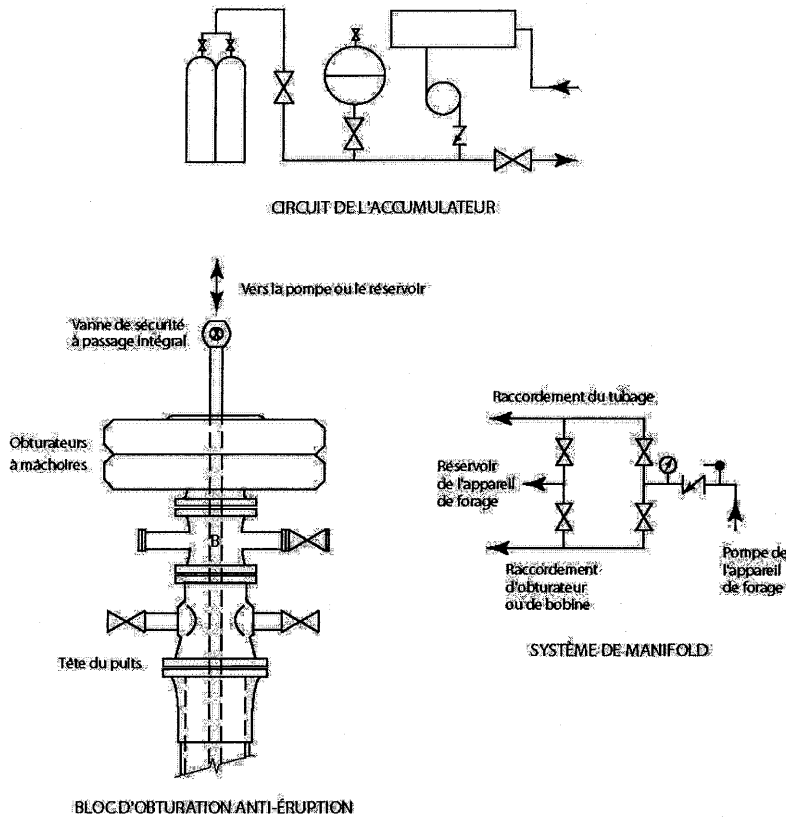 CIRCUIT DE L'ACCUMULATEUR
Vers la pompe ou le réservoir
Vanne de sécurité
à passage intégral
Obturateurs
à mâchoires
B
Tête du puits
BLOC D'OBTURATION ANTI-ÉRUPTION
Raccordement du tubage
Réservoir
de l'appareil
de forage
Raccordement
d'obturateur
ou de bobine
Pompe de
l'appareil
de forage
SYSTÈME DE MANIFOLD